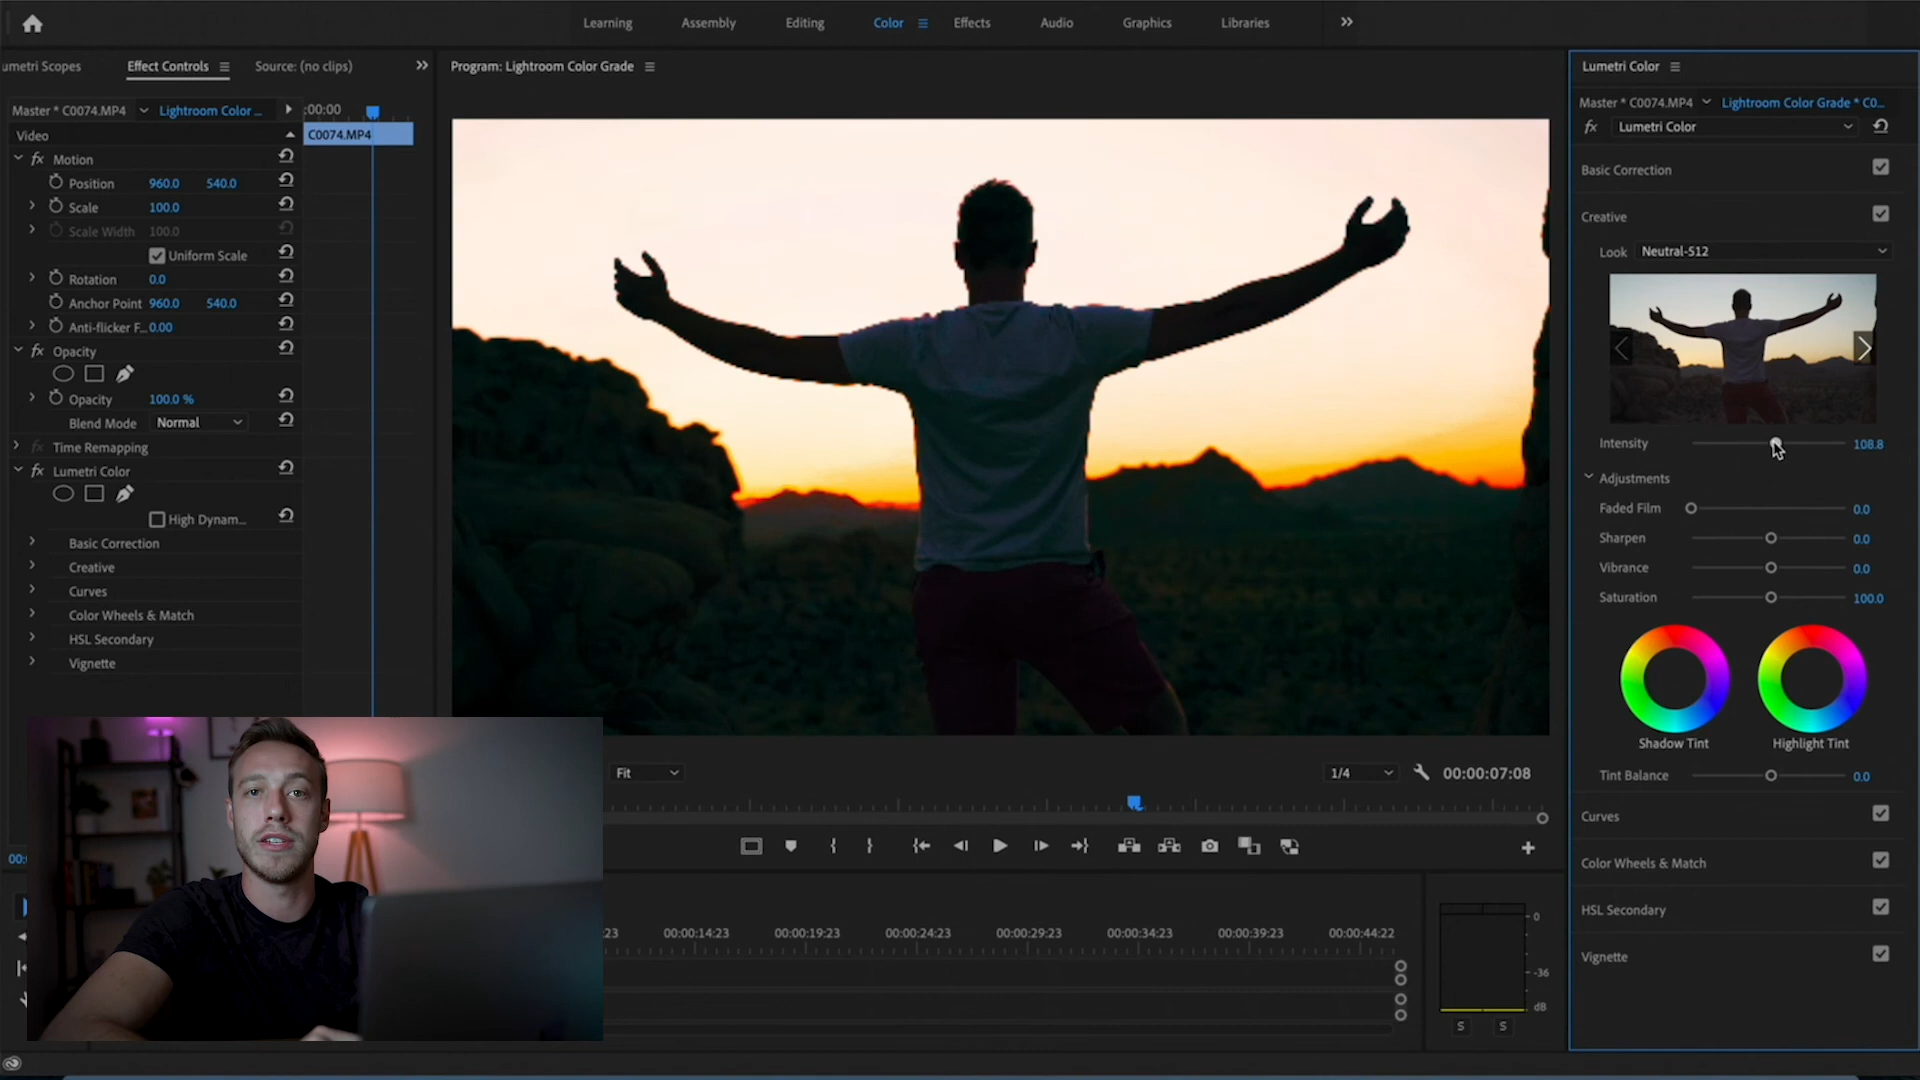 Learning Assembly Editing Color Effects Audio Graphics Libraries
umetri Scopes Effect Controls Source: (no clips)
Master * C0074.MP4 Lightroom Color ... :00:00
Video C0074.MP4
fx Motion
Position 960.0 540.0
Scale 100.0
Scale Width 100.0
Uniform Scale
Rotation 0.0
Anchor Point 960.0 540.0
Anti-flicker F... 0.00
fx Opacity
Opacity 100.0 %
Blend Mode Normal
fx Time Remapping
fx Lumetri Color
High Dynam...
Basic Correction
Creative
Curves
Color Wheels & Match
HSL Secondary
Vignette
00:
Program: Lightroom Color Grade
Fit 1/4 00:00:07:08
23 00:00:14:23 00:00:19:23 00:00:24:23 00:00:29:23 00:00:34:23 00:00:39:23 00:00:44:22
0
-36
dB
S S
Lumetri Color
Master * C0074.MP4 Lightroom Color Grade * C0...
fx Lumetri Color
Basic Correction
Creative
Look Neutral-512
Intensity 108.8
Adjustments
Faded Film 0.0
Sharpen 0.0
Vibrance 0.0
Saturation 100.0
Shadow Tint Highlight Tint
Tint Balance 0.0
Curves
Color Wheels & Match
HSL Secondary
Vignette